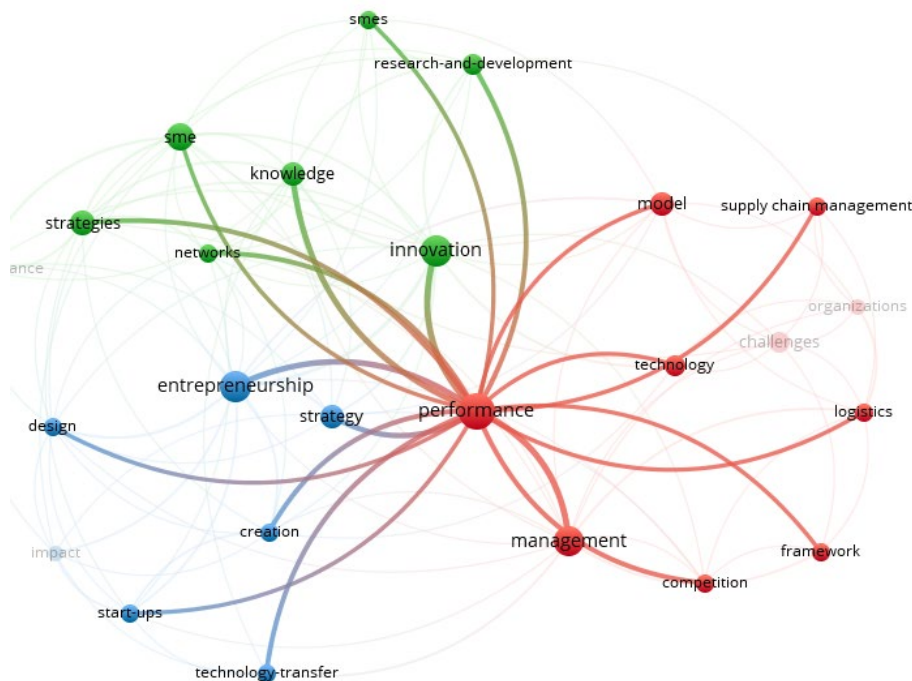 smes
research-and-development
sme
knowledge
strategies
networks
innovation
model
supply chain management
ance
organizations
challenges
technology
entrepreneurship
strategy
performance
design
logistics
creation
management
impact
framework
competition
start-ups
technology-transfer